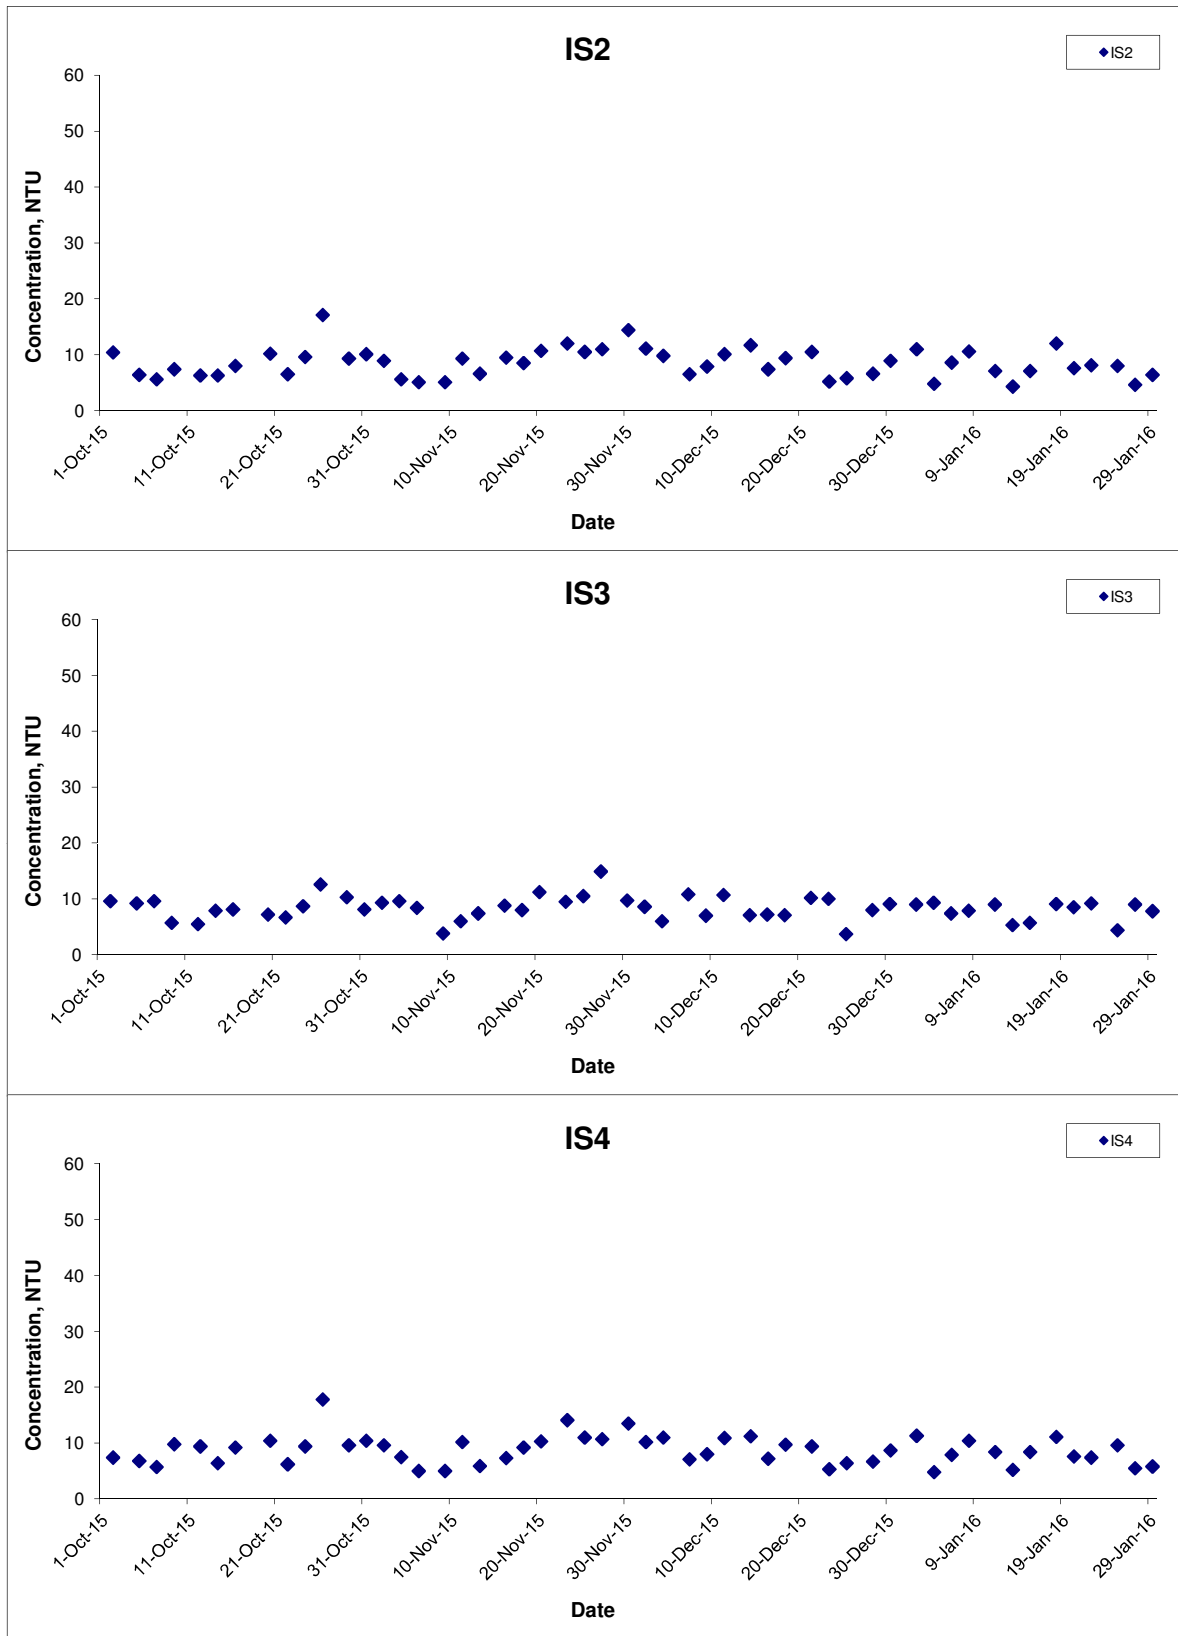 IS2
IS2
Concentration, NTU
60
50
40
30
20
10
0
1-Oct-15
11-Oct-15
21-Oct-15
31-Oct-15
10-Nov-15
20-Nov-15
30-Nov-15
10-Dec-15
20-Dec-15
30-Dec-15
9-Jan-16
19-Jan-16
29-Jan-16
Date
IS3
IS3
Concentration, NTU
60
50
40
30
20
10
0
1-Oct-15
11-Oct-15
21-Oct-15
31-Oct-15
10-Nov-15
20-Nov-15
30-Nov-15
10-Dec-15
20-Dec-15
30-Dec-15
9-Jan-16
19-Jan-16
29-Jan-16
Date
IS4
IS4
Concentration, NTU
60
50
40
30
20
10
0
1-Oct-15
11-Oct-15
21-Oct-15
31-Oct-15
10-Nov-15
20-Nov-15
30-Nov-15
10-Dec-15
20-Dec-15
30-Dec-15
9-Jan-16
19-Jan-16
29-Jan-16
Date